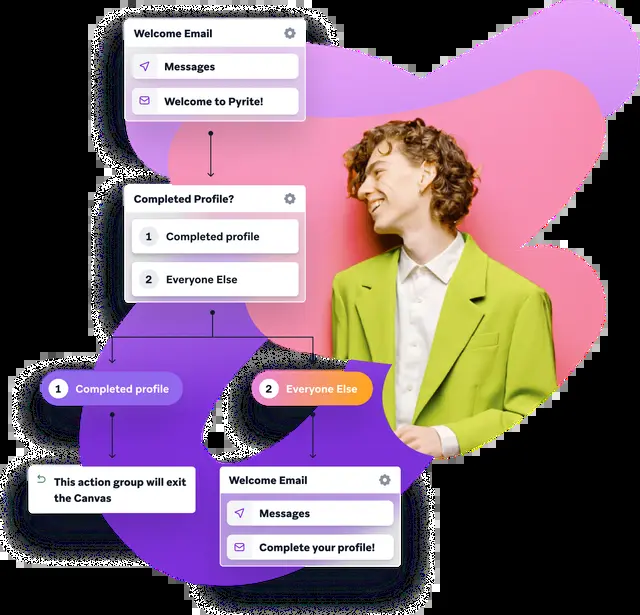 Welcome Email
Messages
Welcome to Pyrite!
Completed Profile?
1 Completed profile
2 Everyone Else
1 Completed profile
2 Everyone Else
This action group will exit
the Canvas
Welcome Email
Messages
Complete your profile!